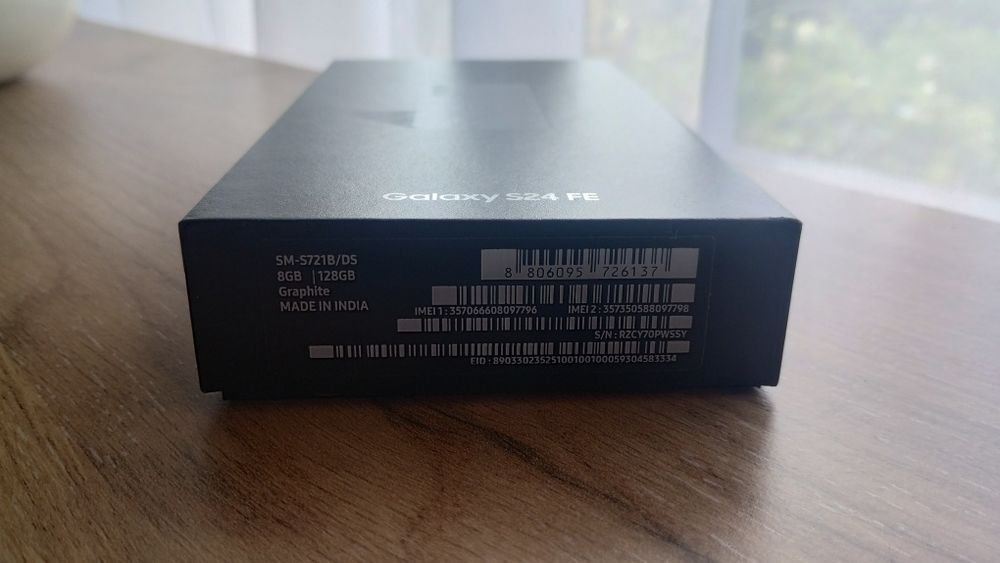 Galaxy S24 FE
SM-S721B/DS
8GB | 128GB
Graphite
MADE IN INDIA
8 806095 726137
IMEI 1 : 357066608097796 IMEI 2 : 357350588097798
S/N : RZCY70PWSSY
EID : 89033023525100100100059304583334